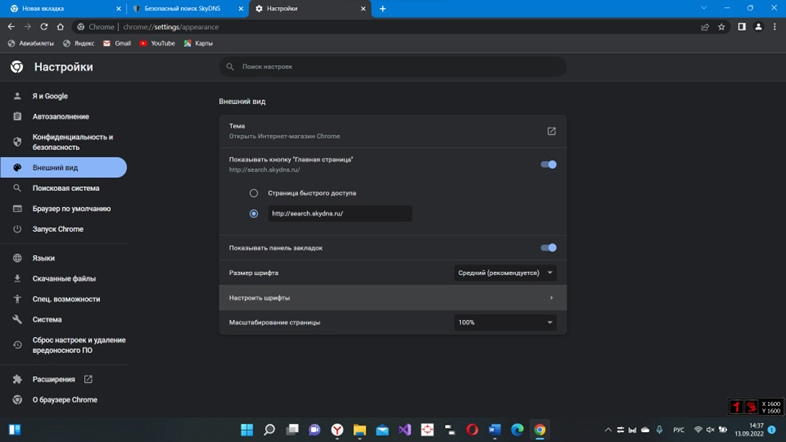 Новая вкладка
Безопасный поиск SkyDNS
Настройки
Chrome | chrome://settings/appearance
Авиабилеты
Яндекс
Gmail
YouTube
Карты
Настройки
Поиск настроек
Я и Google
Автозаполнение
Конфиденциальность и
безопасность
Внешний вид
Поисковая система
Браузер по умолчанию
Запуск Chrome
Языки
Скачанные файлы
Спец. возможности
Система
Сброс настроек и удаление
вредоносного ПО
Расширения
О браузере Chrome
Внешний вид
Тема
Открыть Интернет-магазин Chrome
Показывать кнопку "Главная страница"
http://search.skydns.ru/
Страница быстрого доступа
http://search.skydns.ru/
Показывать панель закладок
Размер шрифта
Средний (рекомендуется)
Настроить шрифты
Масштабирование страницы
100%
X 1600
Y 1600
РУС
14:37
13.09.2022